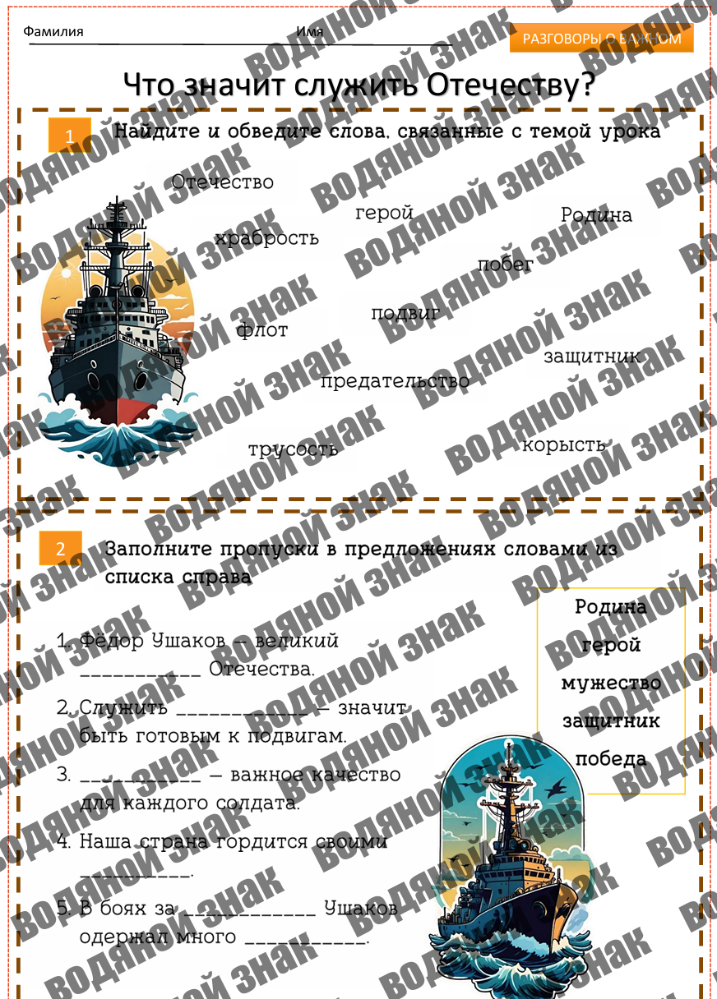 Фамилия Имя
РАЗГОВОРЫ О ВАЖНОМ
Что значит служить Отечеству?
1 Найдите и обведите слова, связанные с темой урока
Отечество
герой
Родина
храбрость
побег
подвиг
флот
защитник
предательство
трусость
корысть
2 Заполните пропуски в предложениях словами из
списка справа
Родина
герой
мужество
защитник
победа
1. Фёдор Ушаков – великий
___________ Отечества.
2. Служить ____________ – значит
быть готовым к подвигам.
3. ___________ – важное качество
для каждого солдата.
4. Наша страна гордится своими
__________.
5. В боях за ____________ Ушаков
одержал много ___________.
ВОДЯНОЙ ЗНАК